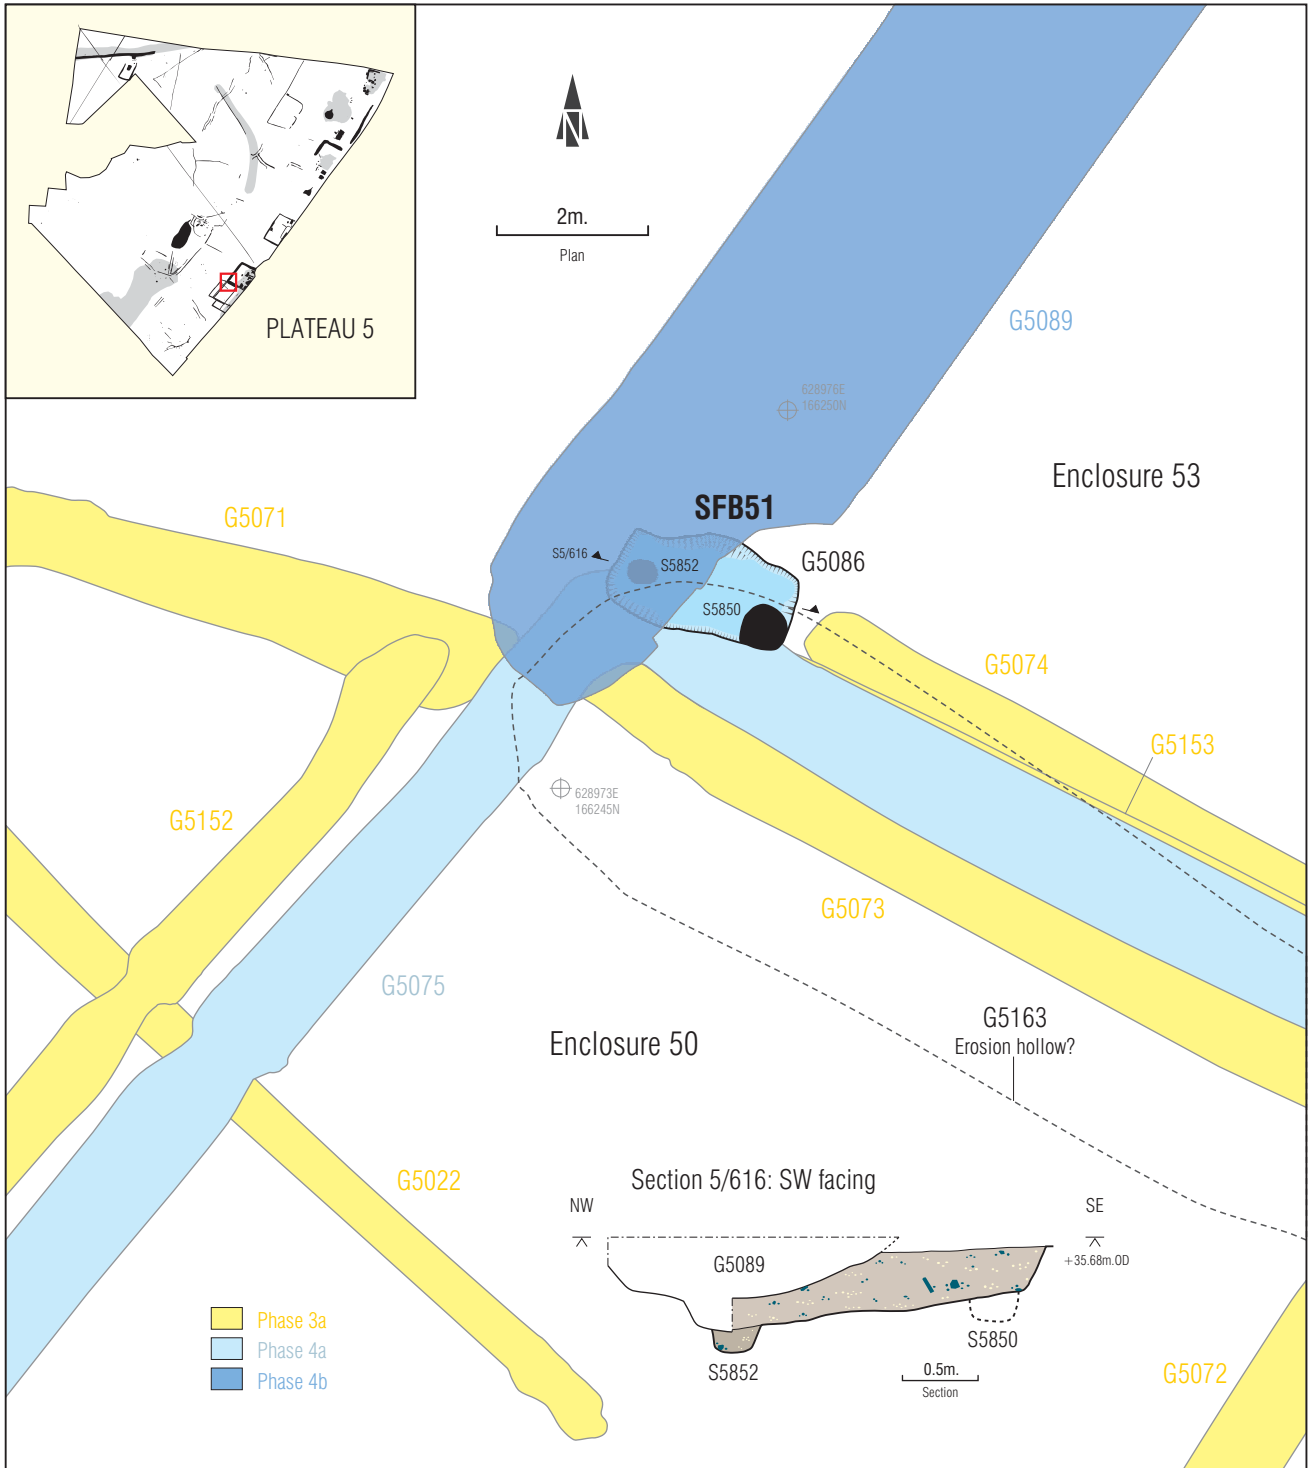 PLATEAU 5
N
2m.
Plan
G5089
628976E
166250N
Enclosure 53
SFB51
G5071
S5/616
S5852
G5086
S5850
G5074
G5153
628973E
166245N
G5152
G5073
G5075
G5163
Erosion hollow?
Enclosure 50
G5022
Section 5/616: SW facing
NW
SE
G5089
+35.68m.OD
S5850
S5852
0.5m.
Section
G5072
Phase 3a
Phase 4a
Phase 4b